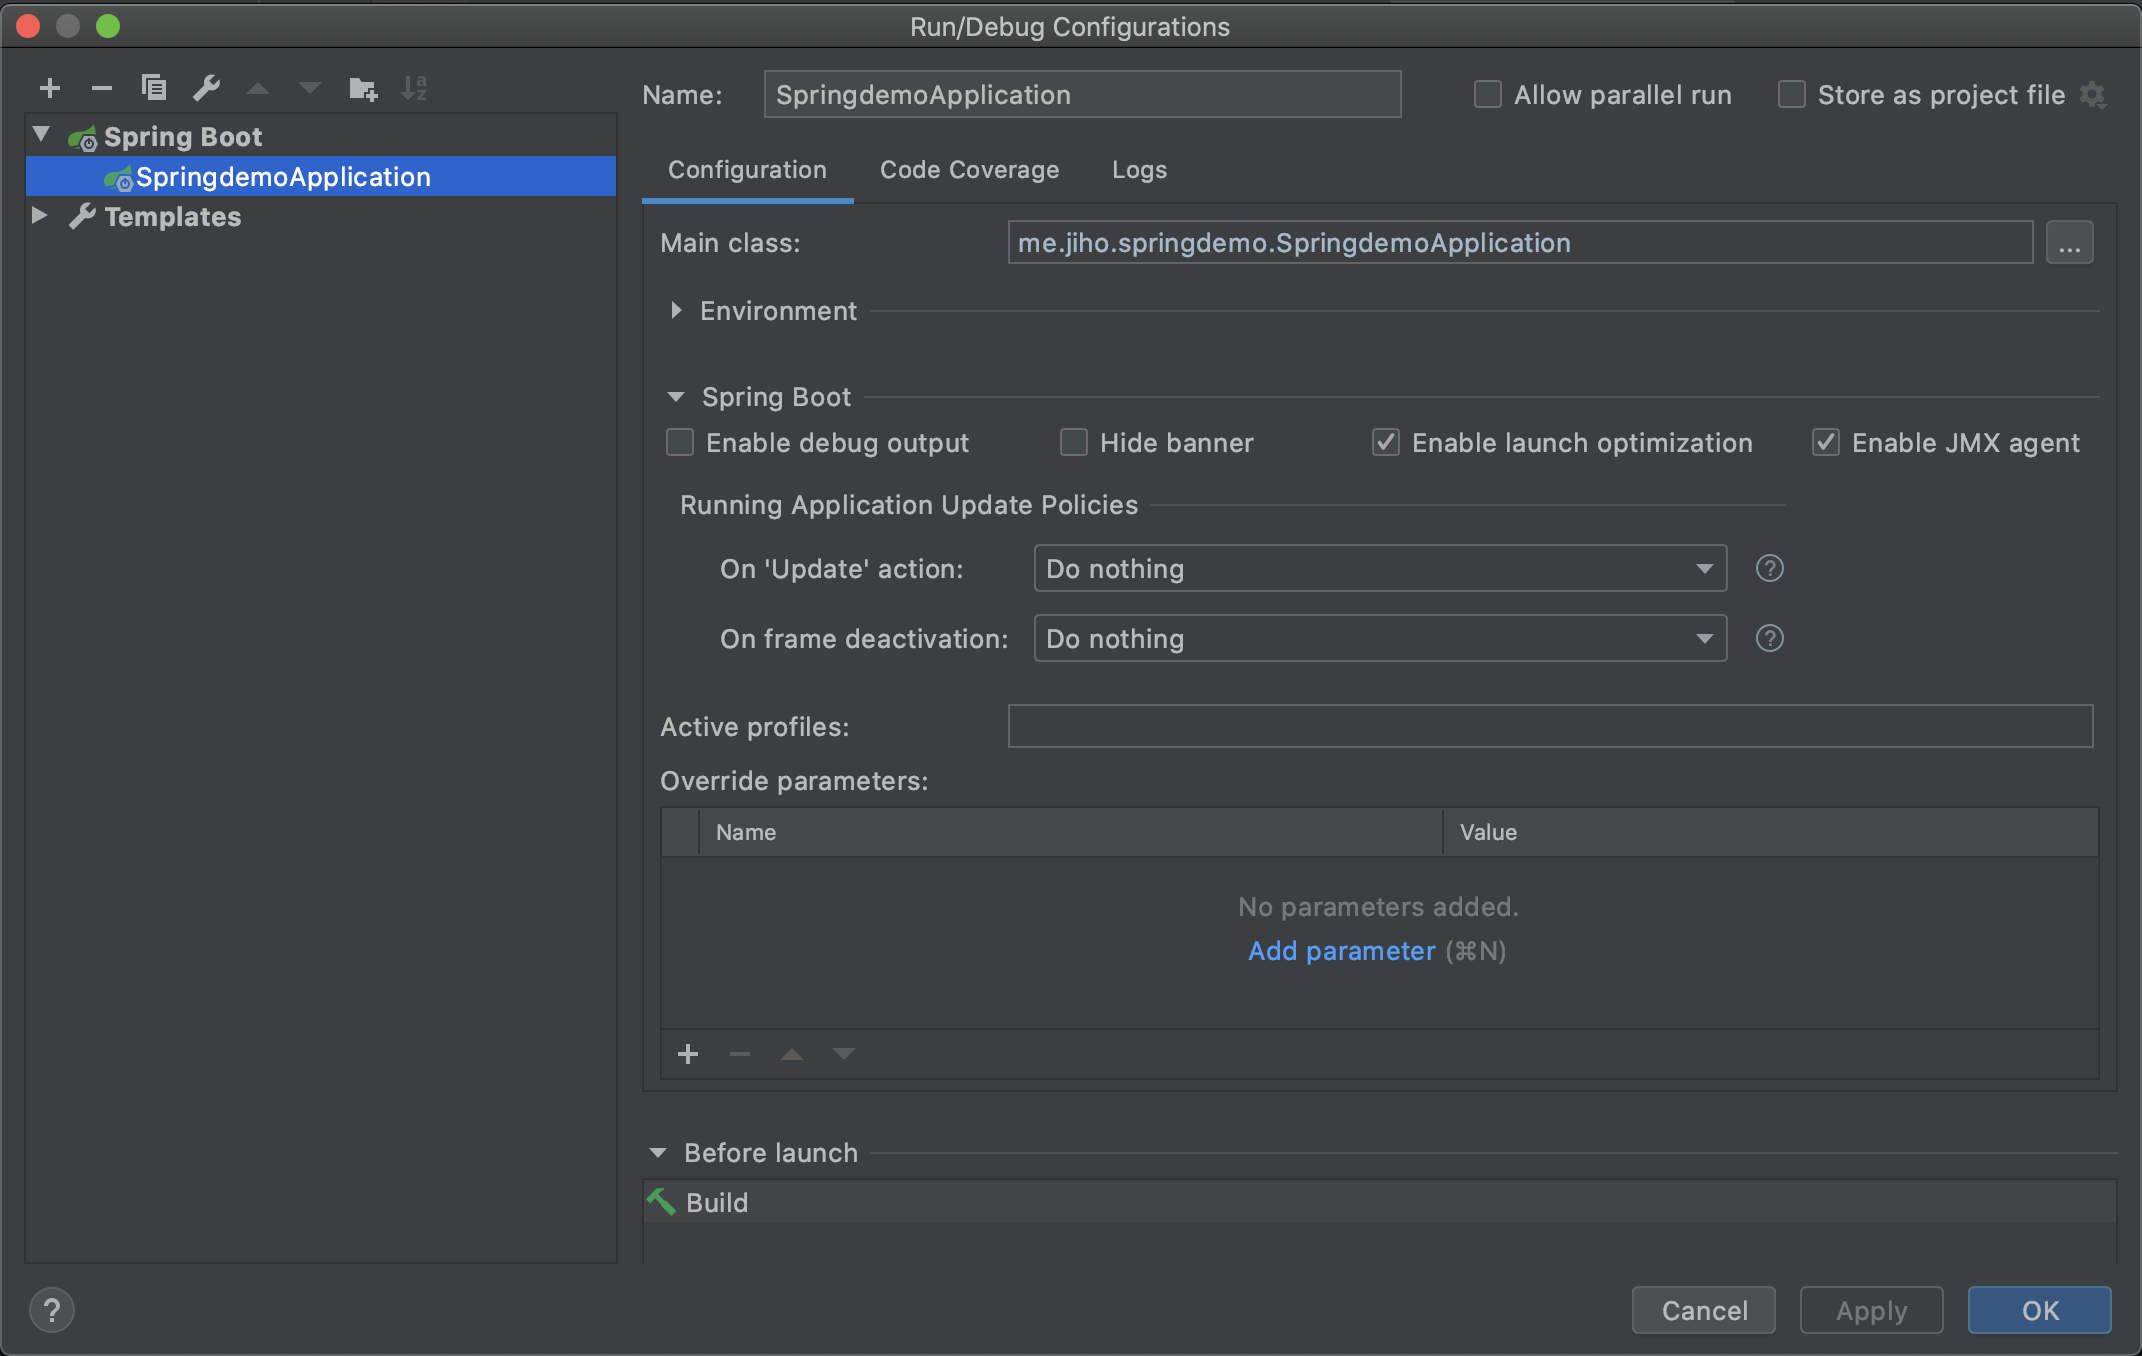 Run/Debug Configurations
Name: SpringdemoApplication Allow parallel run Store as project file
Spring Boot
SpringdemoApplication
Templates
Configuration Code Coverage Logs
Main class: me.jiho.springdemo.SpringdemoApplication ...
Environment
Spring Boot
Enable debug output Hide banner Enable launch optimization Enable JMX agent
Running Application Update Policies
On 'Update' action: Do nothing ?
On frame deactivation: Do nothing ?
Active profiles:
Override parameters:
Name Value
No parameters added.
Add parameter (⌘N)
Before launch
Build
? Cancel Apply OK